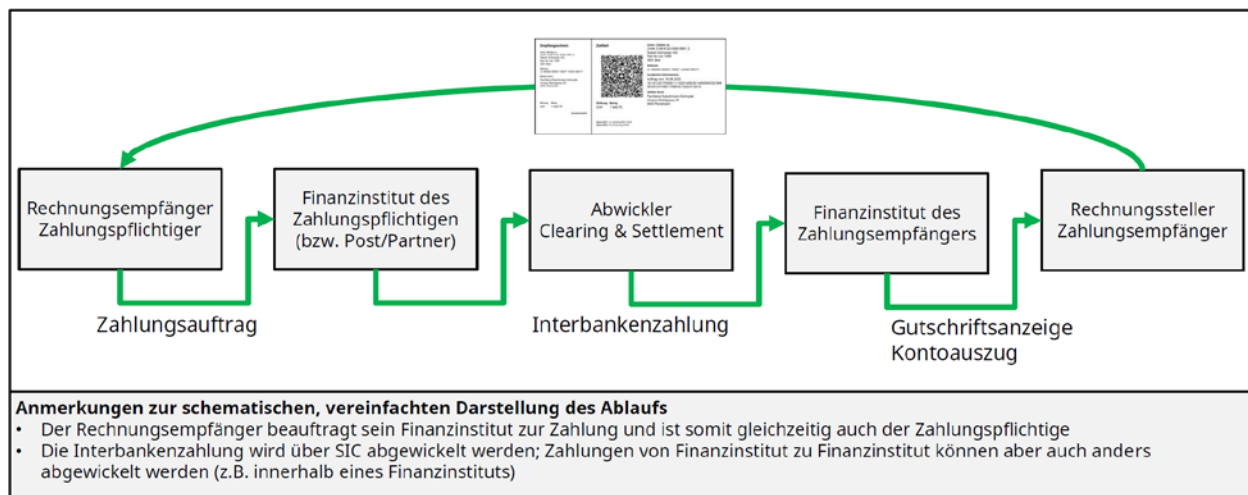 Empfangsschein
Zahlteil
Rechnungsempfänger
Zahlungspflichtiger
Finanzinstitut des
Zahlungspflichtigen
(bzw. Post/Partner)
Abwickler
Clearing & Settlement
Finanzinstitut des
Zahlungsempfängers
Rechnungssteller
Zahlungsempfänger
Zahlungsauftrag
Interbankenzahlung
Gutschriftsanzeige
Kontoauszug
Anmerkungen zur schematischen, vereinfachten Darstellung des Ablaufs
• Der Rechnungsempfänger beauftragt sein Finanzinstitut zur Zahlung und ist somit gleichzeitig auch der Zahlungspflichtige
• Die Interbankenzahlung wird über SIC abgewickelt werden; Zahlungen von Finanzinstitut zu Finanzinstitut können aber auch anders
abgewickelt werden (z.B. innerhalb eines Finanzinstituts)